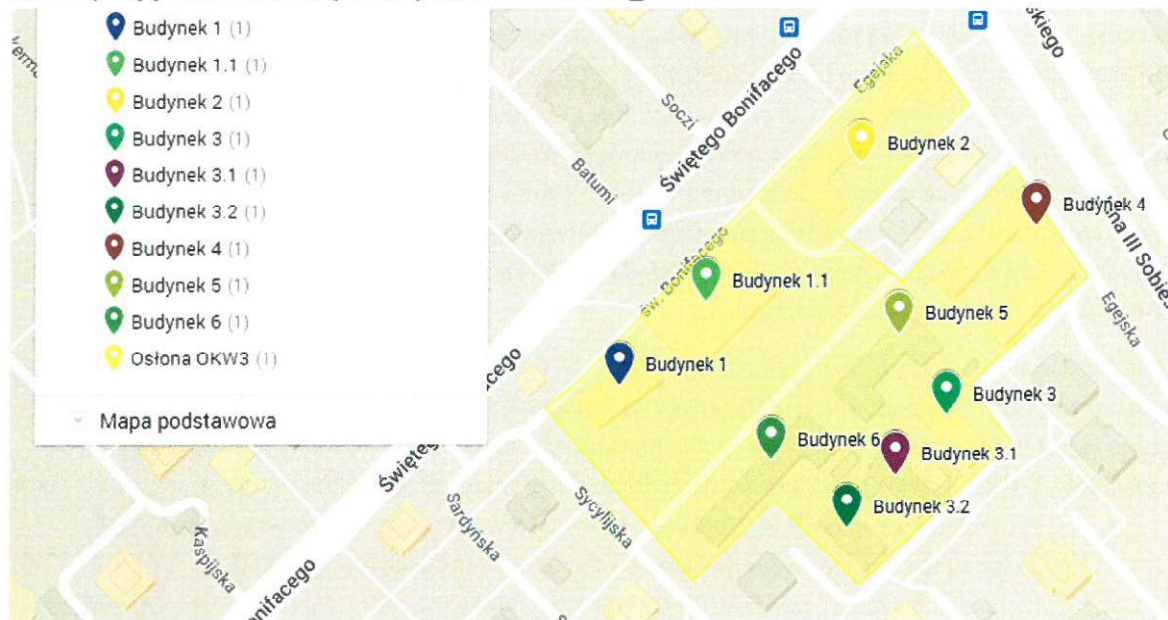 Budynek 1 (1)
Budynek 1.1 (1)
Budynek 2 (1)
Budynek 3 (1)
Budynek 3.1 (1)
Budynek 3.2 (1)
Budynek 4 (1)
Budynek 5 (1)
Budynek 6 (1)
Osłona OKW3 (1)
Mapa podstawowa
Egejska
Świętego Bonifacego
Soczi
Batumi
Budynek 2
Budynek 4
św. Bonifacego
Budynek 1.1
Budynek 5
Egejska
Budynek 1
Budynek 3
Budynek 6
Budynek 3.1
Budynek 3.2
Sycylijska
Sardyńska
Kaspijska